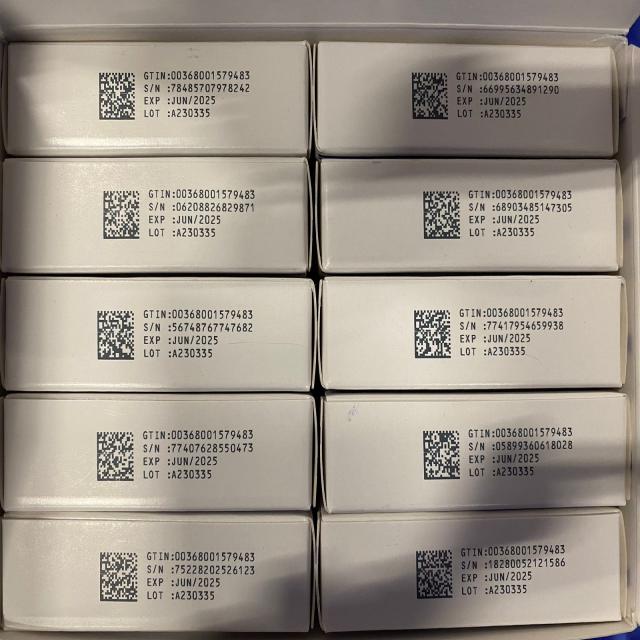 GTIN:00368001579483
S/N :78485707978242
EXP :JUN/2025
LOT :A230335
GTIN:00368001579483
S/N :66995634891290
EXP :JUN/2025
LOT :A230335
GTIN:00368001579483
S/N :06208826829871
EXP :JUN/2025
LOT :A230335
GTIN:00368001579483
S/N :68903485147305
EXP :JUN/2025
LOT :A230335
GTIN:00368001579483
S/N :56748767747682
EXP :JUN/2025
LOT :A230335
GTIN:00368001579483
S/N :77417954659938
EXP :JUN/2025
LOT :A230335
GTIN:00368001579483
S/N :77407628550473
EXP :JUN/2025
LOT :A230335
GTIN:00368001579483
S/N :05899360618028
EXP :JUN/2025
LOT :A230335
GTIN:00368001579483
S/N :75228202526123
EXP :JUN/2025
LOT :A230335
GTIN:00368001579483
S/N :18280052121586
EXP :JUN/2025
LOT :A230335